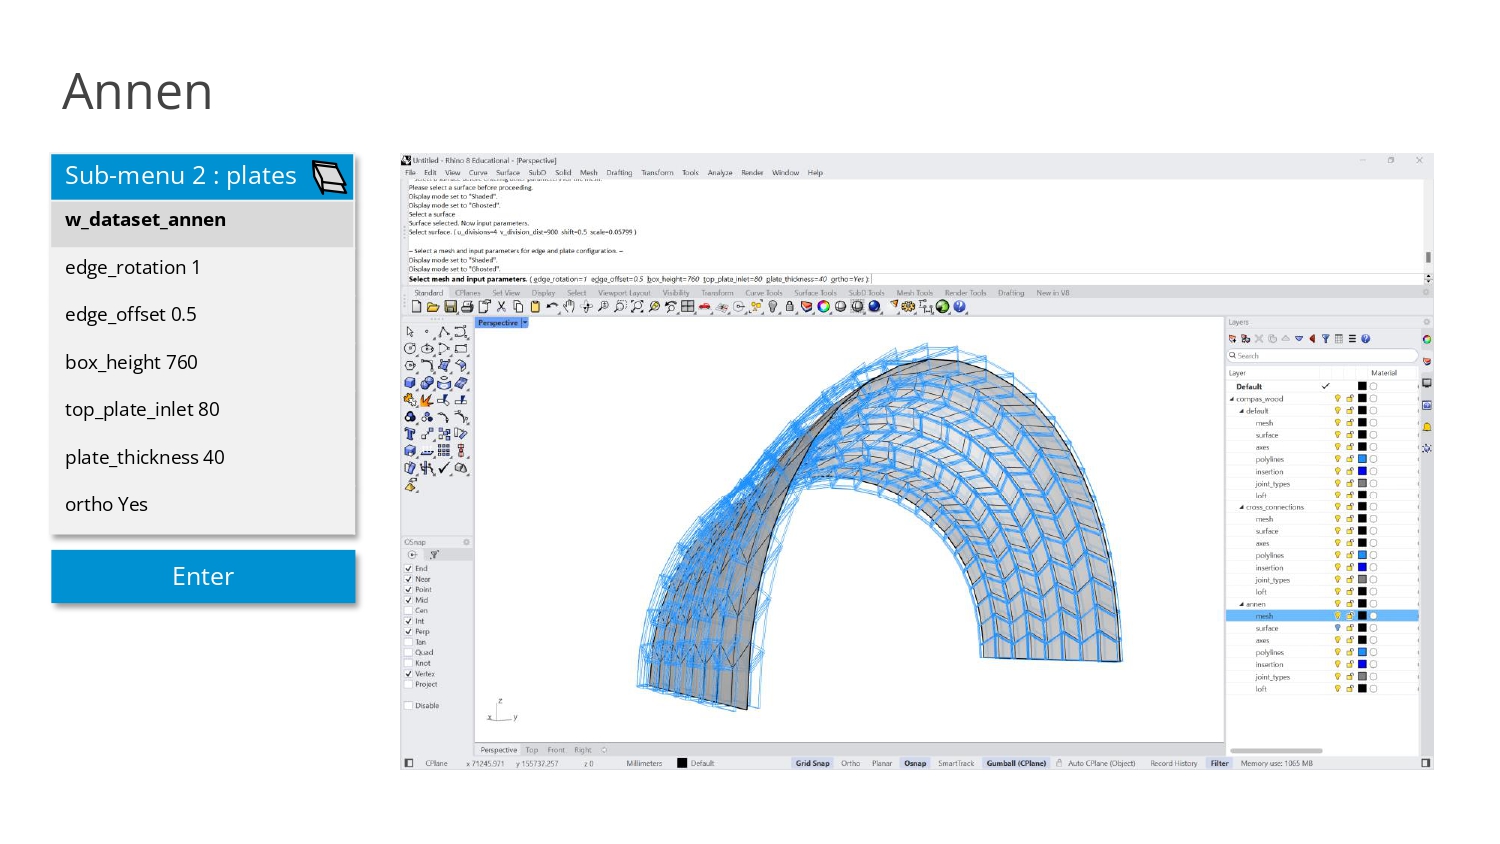 Annen
Sub-menu 2 : plates
w_dataset_annen
edge_rotation 1
edge_offset 0.5
box_height 760
top_plate_inlet 80
plate_thickness 40
ortho Yes
Enter
Untitled - Rhino 8 Educational - [Perspective]
File Edit View Curve Surface SubD Solid Mesh Drafting Transform Tools Analyze Render Window Help
Please select a surface before proceeding.
Display mode set to "Shaded".
Display mode set to "Ghosted".
Select a surface
Surface selected. Now input parameters.
Select surface. ( u_divisions=4 v_division_dist=900 shift=0.5 scale=0.05799 )
-- Select a mesh and input parameters for edge and plate configuration. --
Display mode set to "Shaded".
Display mode set to "Ghosted".
Select mesh and input parameters. ( edge_rotation=1 edge_offset=0.5 box_height=760 top_plate_inlet=80 plate_thickness=40 ortho=Yes )
Standard CPlanes Set View Display Select Viewport Layout Visibility Transform Curve Tools Surface Tools Solid Tools SubD Tools Mesh Tools Render Tools Drafting New in V8
Perspective
Layers
Search
Layer Material
Default
compas_wood
default
mesh
surface
axes
polylines
insertion
joint_types
loft
cross_connections
mesh
surface
axes
polylines
insertion
joint_types
loft
annen
mesh
surface
axes
polylines
insertion
joint_types
loft
OSnap
End
Near
Point
Mid
Cen
Int
Perp
Tan
Quad
Knot
Vertex
Project
Disable
z
x y
Perspective Top Front Right
CPlane x 71245.971 y 155737.257 z 0 Millimeters Default Grid Snap Ortho Planar Osnap SmartTrack Gumball (CPlane) Auto CPlane (Object) Record History Filter Memory use: 1065 MB